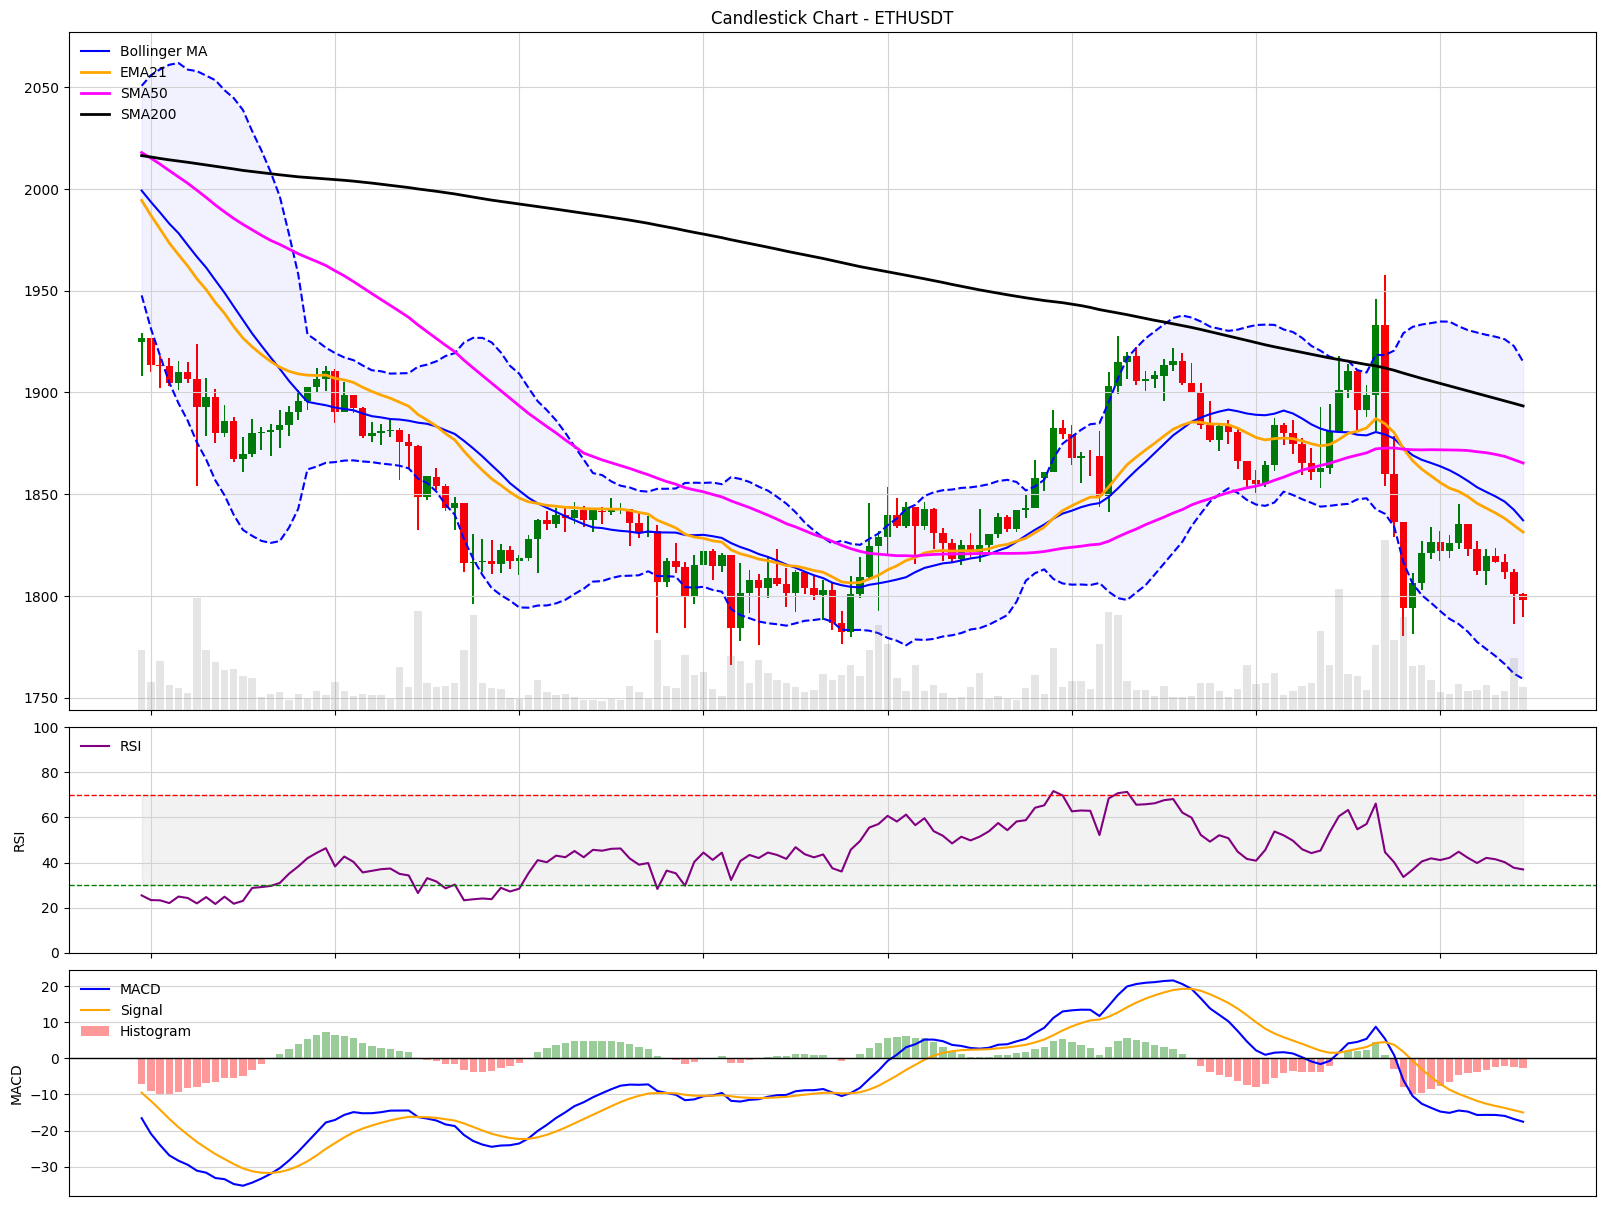 Candlestick Chart - ETHUSDT
Bollinger MA
EMA21
SMA50
SMA200
2050
2000
1950
1900
1850
1800
1750
RSI
RSI
100
80
60
40
20
0
MACD
Signal
Histogram
MACD
20
10
0
−10
−20
−30